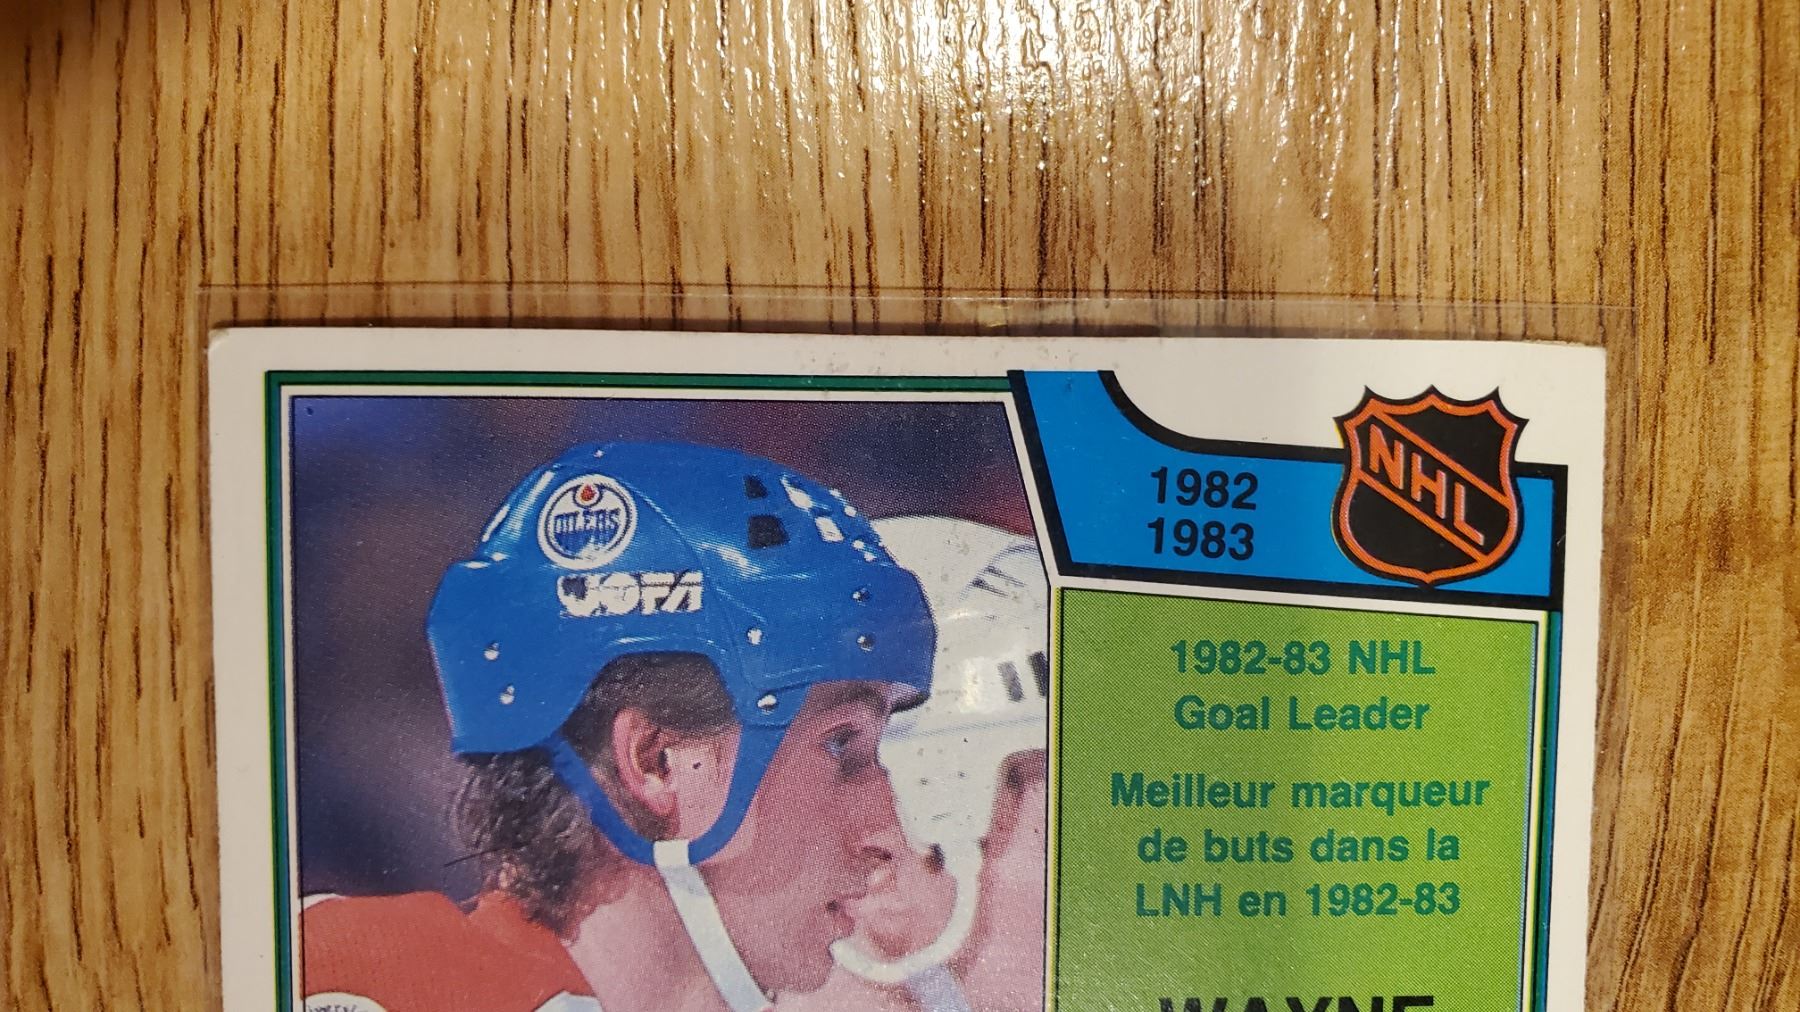 OILERS
JOFA
1982
1983
NHL
1982-83 NHL
Goal Leader
Meilleur marqueur
de buts dans la
LNH en 1982-83
WAYNE